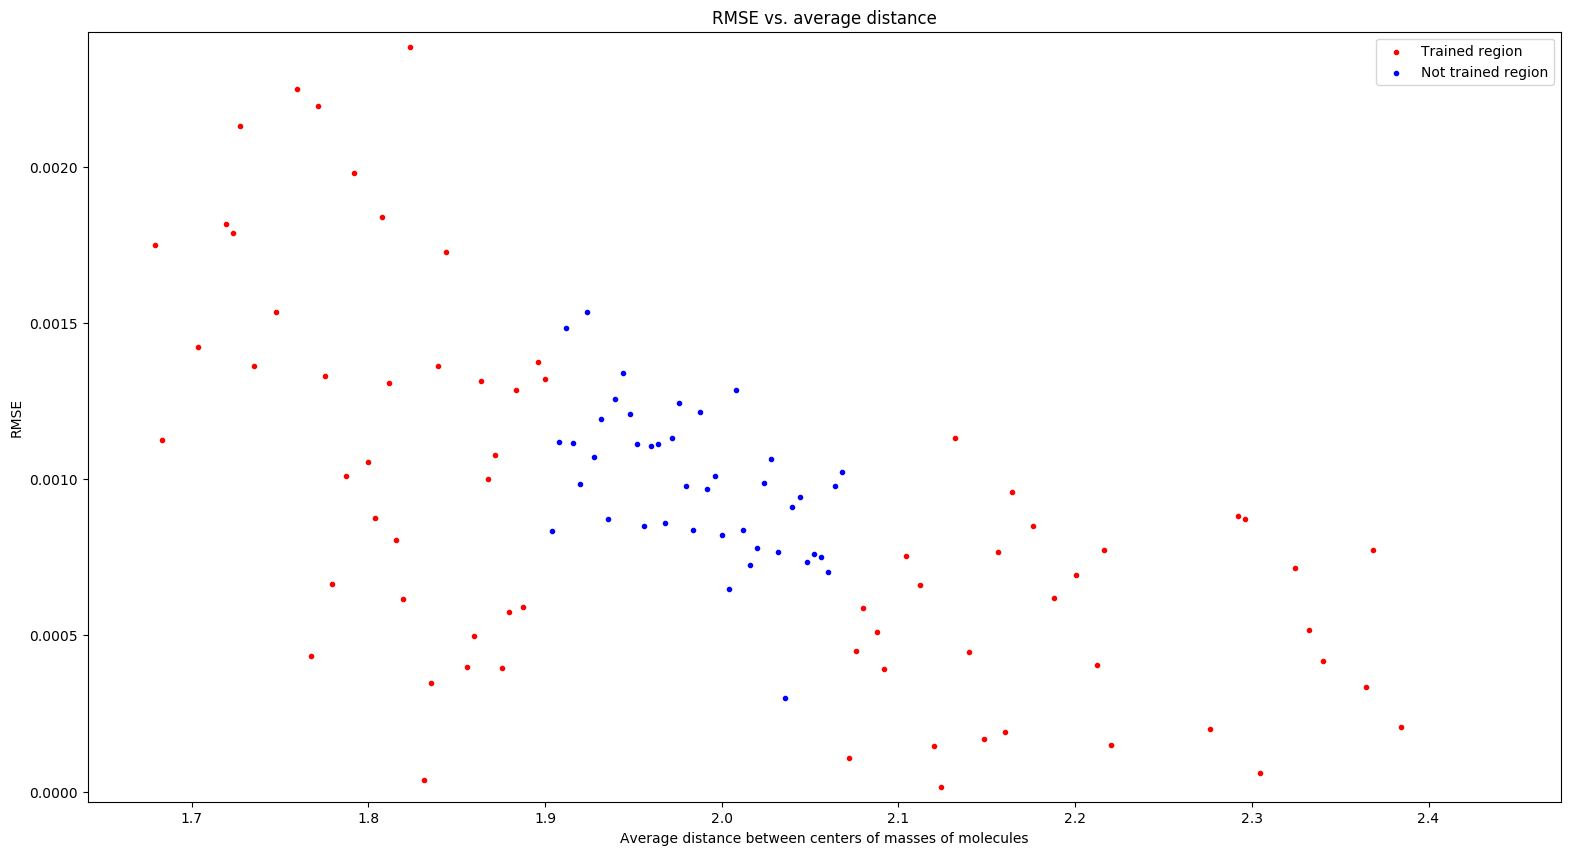 RMSE vs. average distance
Trained region
Not trained region
RMSE
0.0020
0.0015
0.0010
0.0005
0.0000
1.7 1.8 1.9 2.0 2.1 2.2 2.3 2.4
Average distance between centers of masses of molecules